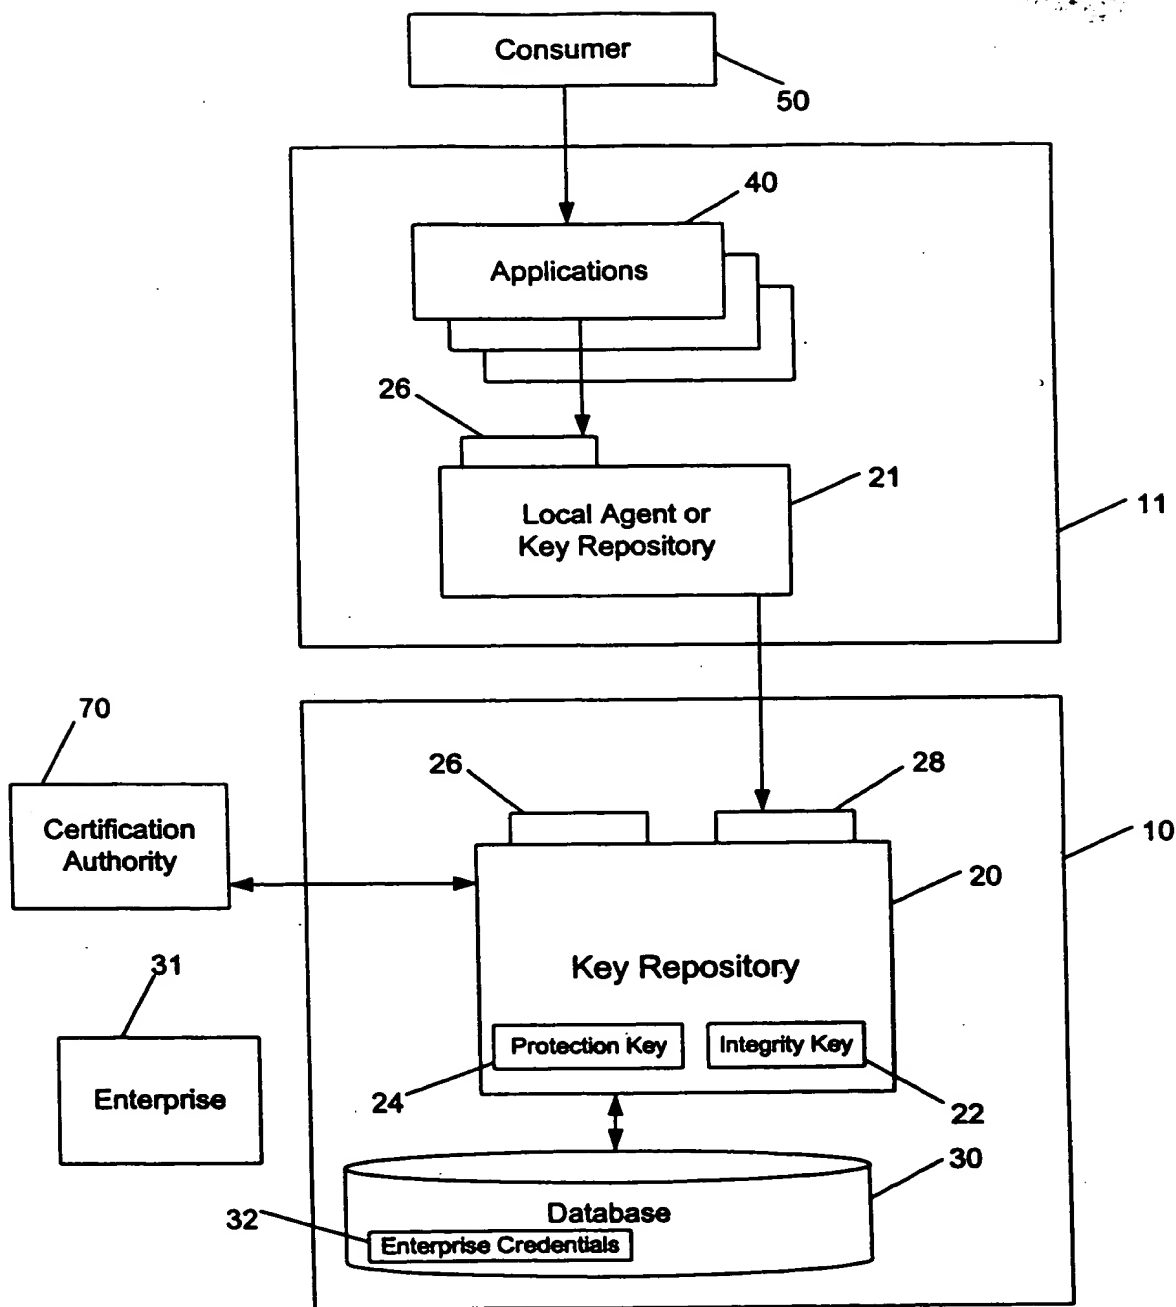 Consumer
50
40
Applications
26
21
Local Agent or
Key Repository
11
70
26
28
10
Certification
Authority
20
31
Key Repository
Protection Key
Integrity Key
24
22
Enterprise
30
Database
32
Enterprise Credentials